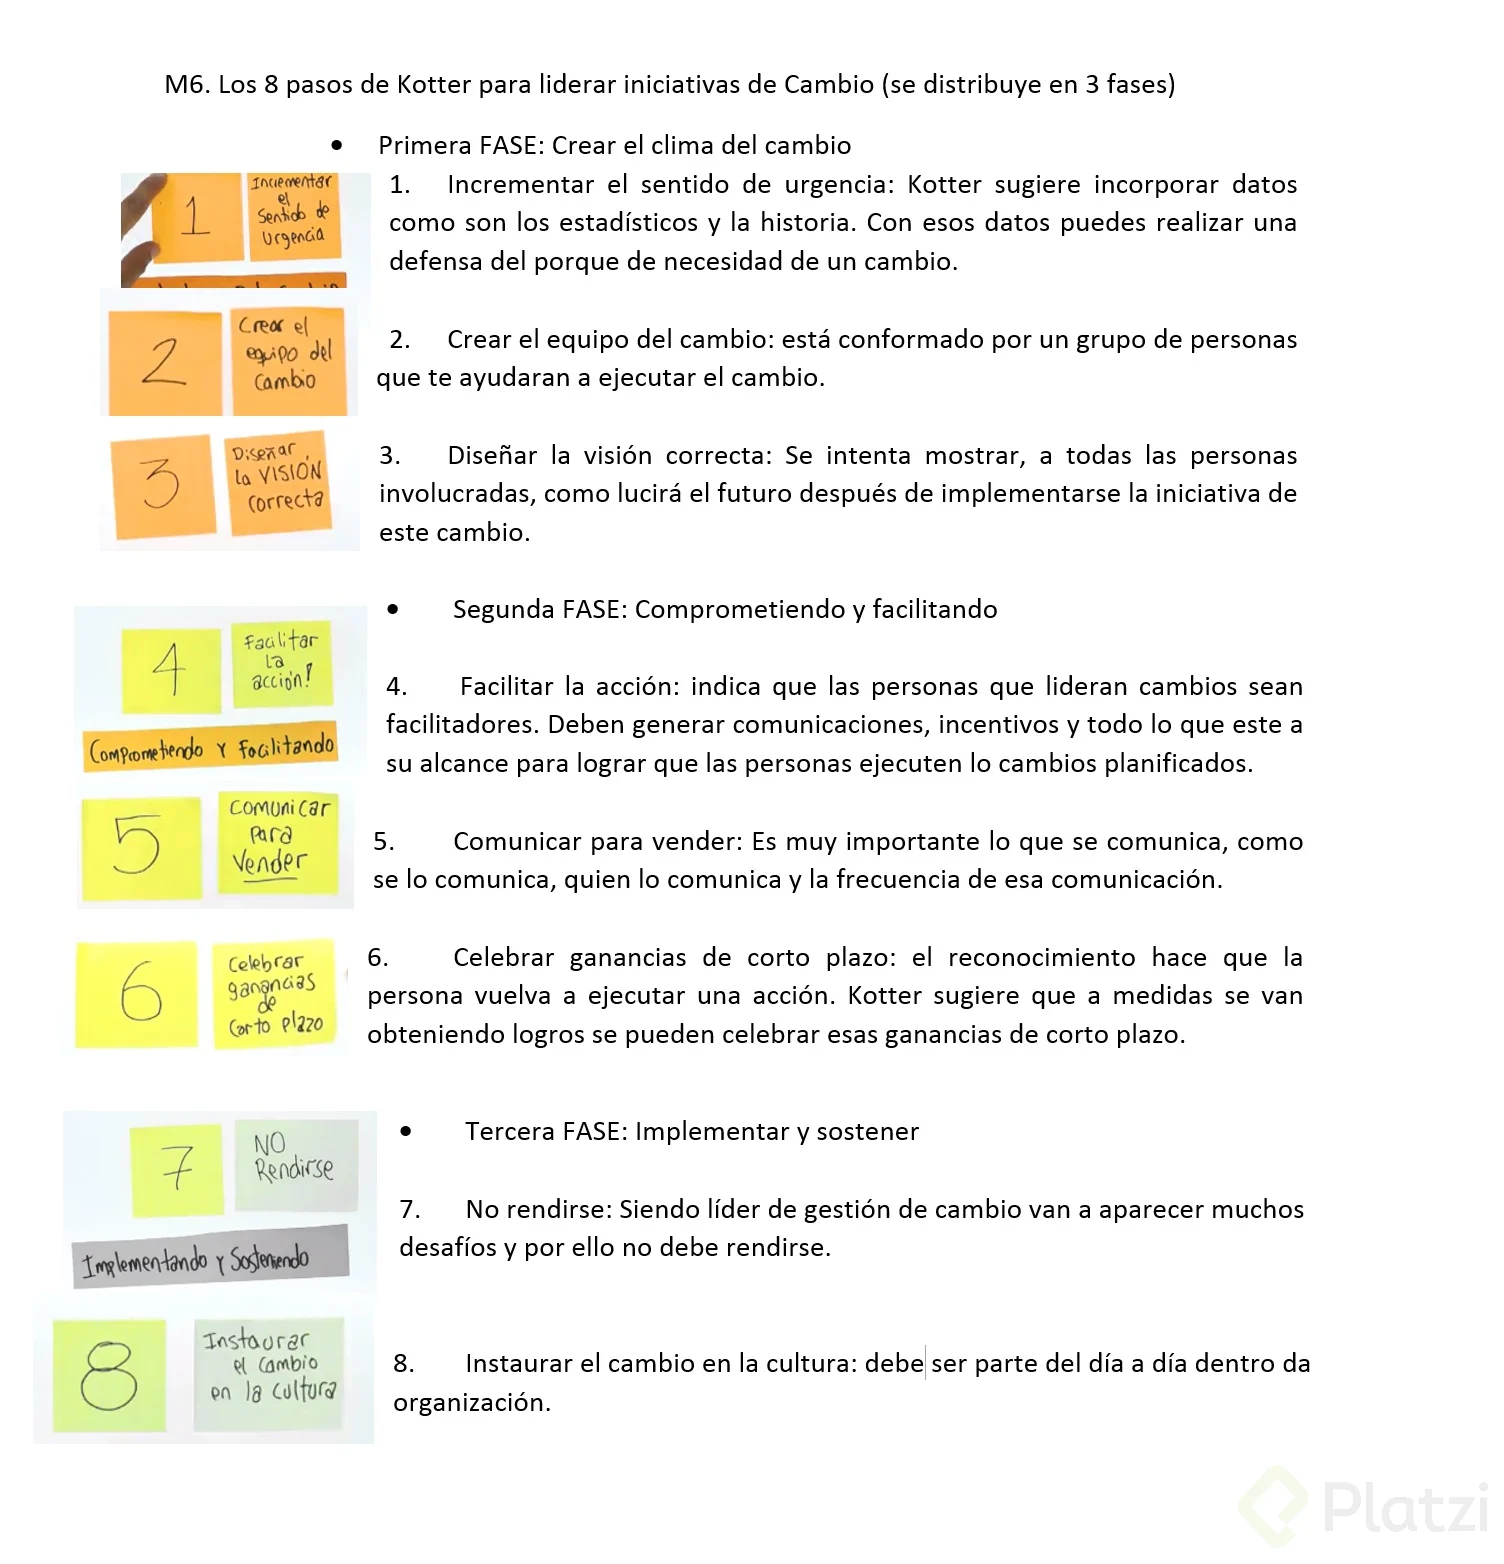 M6. Los 8 pasos de Kotter para liderar iniciativas de Cambio (se distribuye en 3 fases)
• Primera FASE: Crear el clima del cambio
1
Incrementar
el
Sentido de
Urgencia
1. Incrementar el sentido de urgencia: Kotter sugiere incorporar datos
como son los estadísticos y la historia. Con esos datos puedes realizar una
defensa del porque de necesidad de un cambio.
2
Crear el
equipo del
Cambio
2. Crear el equipo del cambio: está conformado por un grupo de personas
que te ayudaran a ejecutar el cambio.
3
Diseñar
la VISIÓN
correcta
3. Diseñar la visión correcta: Se intenta mostrar, a todas las personas
involucradas, como lucirá el futuro después de implementarse la iniciativa de
este cambio.
• Segunda FASE: Comprometiendo y facilitando
4
Facilitar
La
acción!
Comprometiendo y Facilitando
4. Facilitar la acción: indica que las personas que lideran cambios sean
facilitadores. Deben generar comunicaciones, incentivos y todo lo que este a
su alcance para lograr que las personas ejecuten lo cambios planificados.
5
Comunicar
Para
Vender
5. Comunicar para vender: Es muy importante lo que se comunica, como
se lo comunica, quien lo comunica y la frecuencia de esa comunicación.
6
Celebrar
ganancias
de
Corto plazo
6. Celebrar ganancias de corto plazo: el reconocimiento hace que la
persona vuelva a ejecutar una acción. Kotter sugiere que a medidas se van
obteniendo logros se pueden celebrar esas ganancias de corto plazo.
• Tercera FASE: Implementar y sostener
7
NO
Rendirse
Implementando y Sosteniendo
7. No rendirse: Siendo líder de gestión de cambio van a aparecer muchos
desafíos y por ello no debe rendirse.
8
Instaurar
el Cambio
en la cultura
8. Instaurar el cambio en la cultura: debe ser parte del día a día dentro da
organización.
Platzi